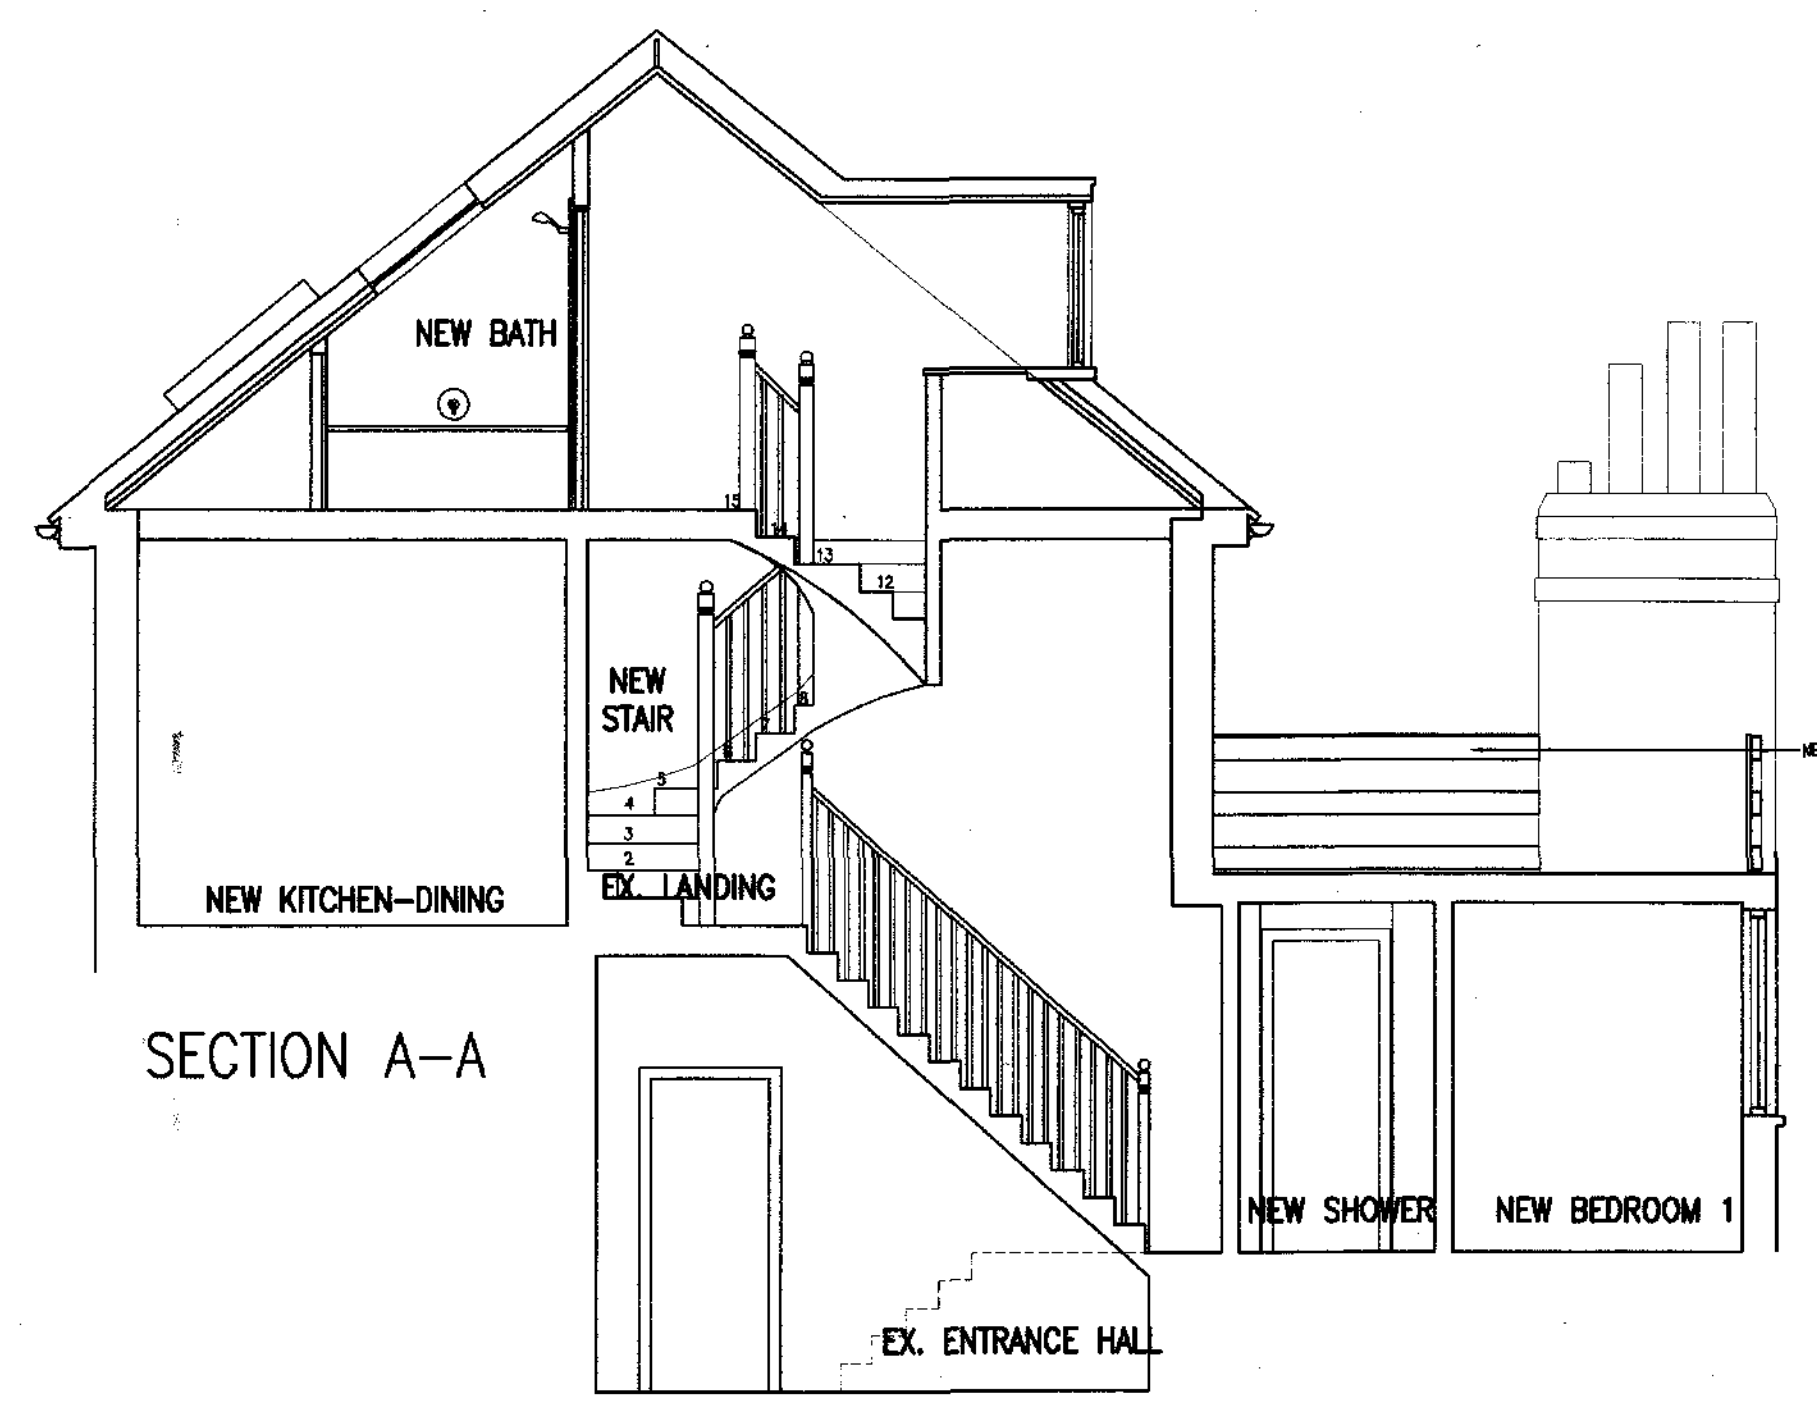 NEW BATH
15
14
13
12
NEW
STAIR
8
7
6
5
4
3
2
EX. LANDING
NEW KITCHEN-DINING
SECTION A-A
NEW SHOWER
NEW BEDROOM 1
EX. ENTRANCE HALL